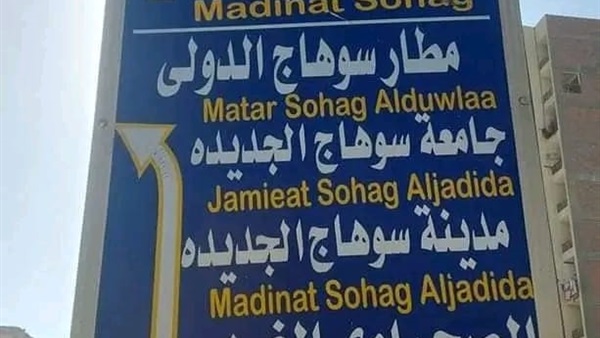 Madinat Sohag
مطار سوهاج الدولى
Matar Sohag Alduwlaa
جامعة سوهاج الجديده
Jamieat Sohag Aljadida
مدينة سوهاج الجديده
Madinat Sohag Aljadida